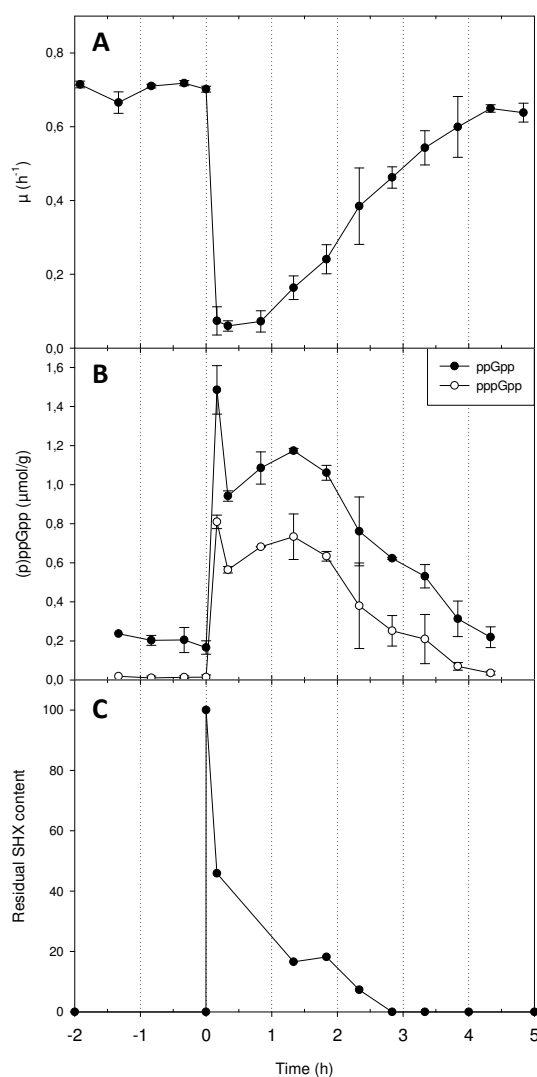 A
0,8
0,6
0,4
0,2
0,0
μ (h-1)
B
ppGpp
pppGpp
1,6
1,4
1,2
1,0
0,8
0,6
0,4
0,2
0,0
(p)ppGpp (μmol/g)
C
100
80
60
40
20
0
Residual SHX content
-2 -1 0 1 2 3 4 5
Time (h)